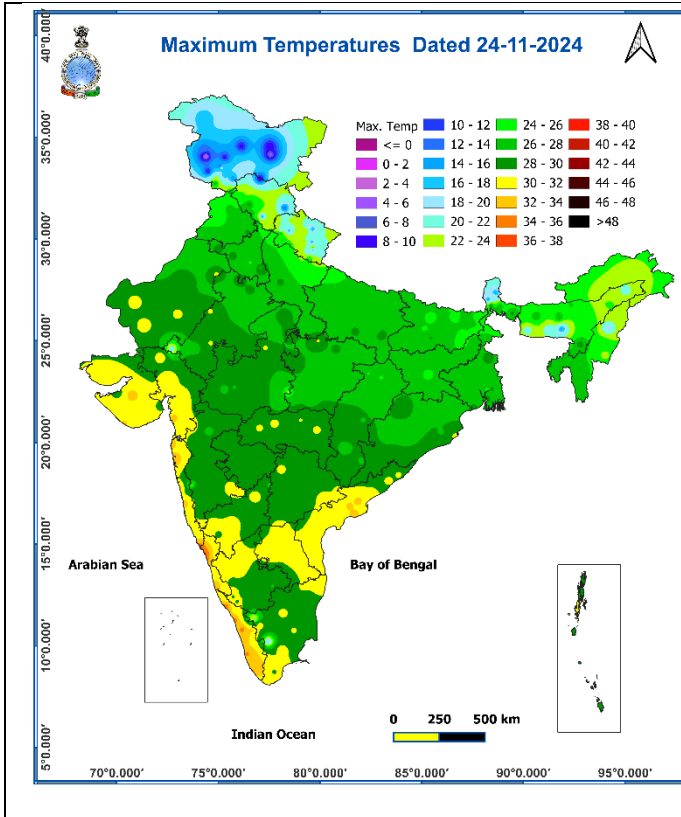 Maximum Temperatures Dated 24-11-2024
Max. Temp
<= 0
0 - 2
2 - 4
4 - 6
6 - 8
8 - 10
10 - 12
12 - 14
14 - 16
16 - 18
18 - 20
20 - 22
22 - 24
24 - 26
26 - 28
28 - 30
30 - 32
32 - 34
34 - 36
36 - 38
38 - 40
40 - 42
42 - 44
44 - 46
46 - 48
>48
40°0.000'
35°0.000'
30°0.000'
25°0.000'
20°0.000'
15°0.000'
10°0.000'
5°0.000'
Arabian Sea
Bay of Bengal
Indian Ocean
0 250 500 km
70°0.000' 75°0.000' 80°0.000' 85°0.000' 90°0.000' 95°0.000'